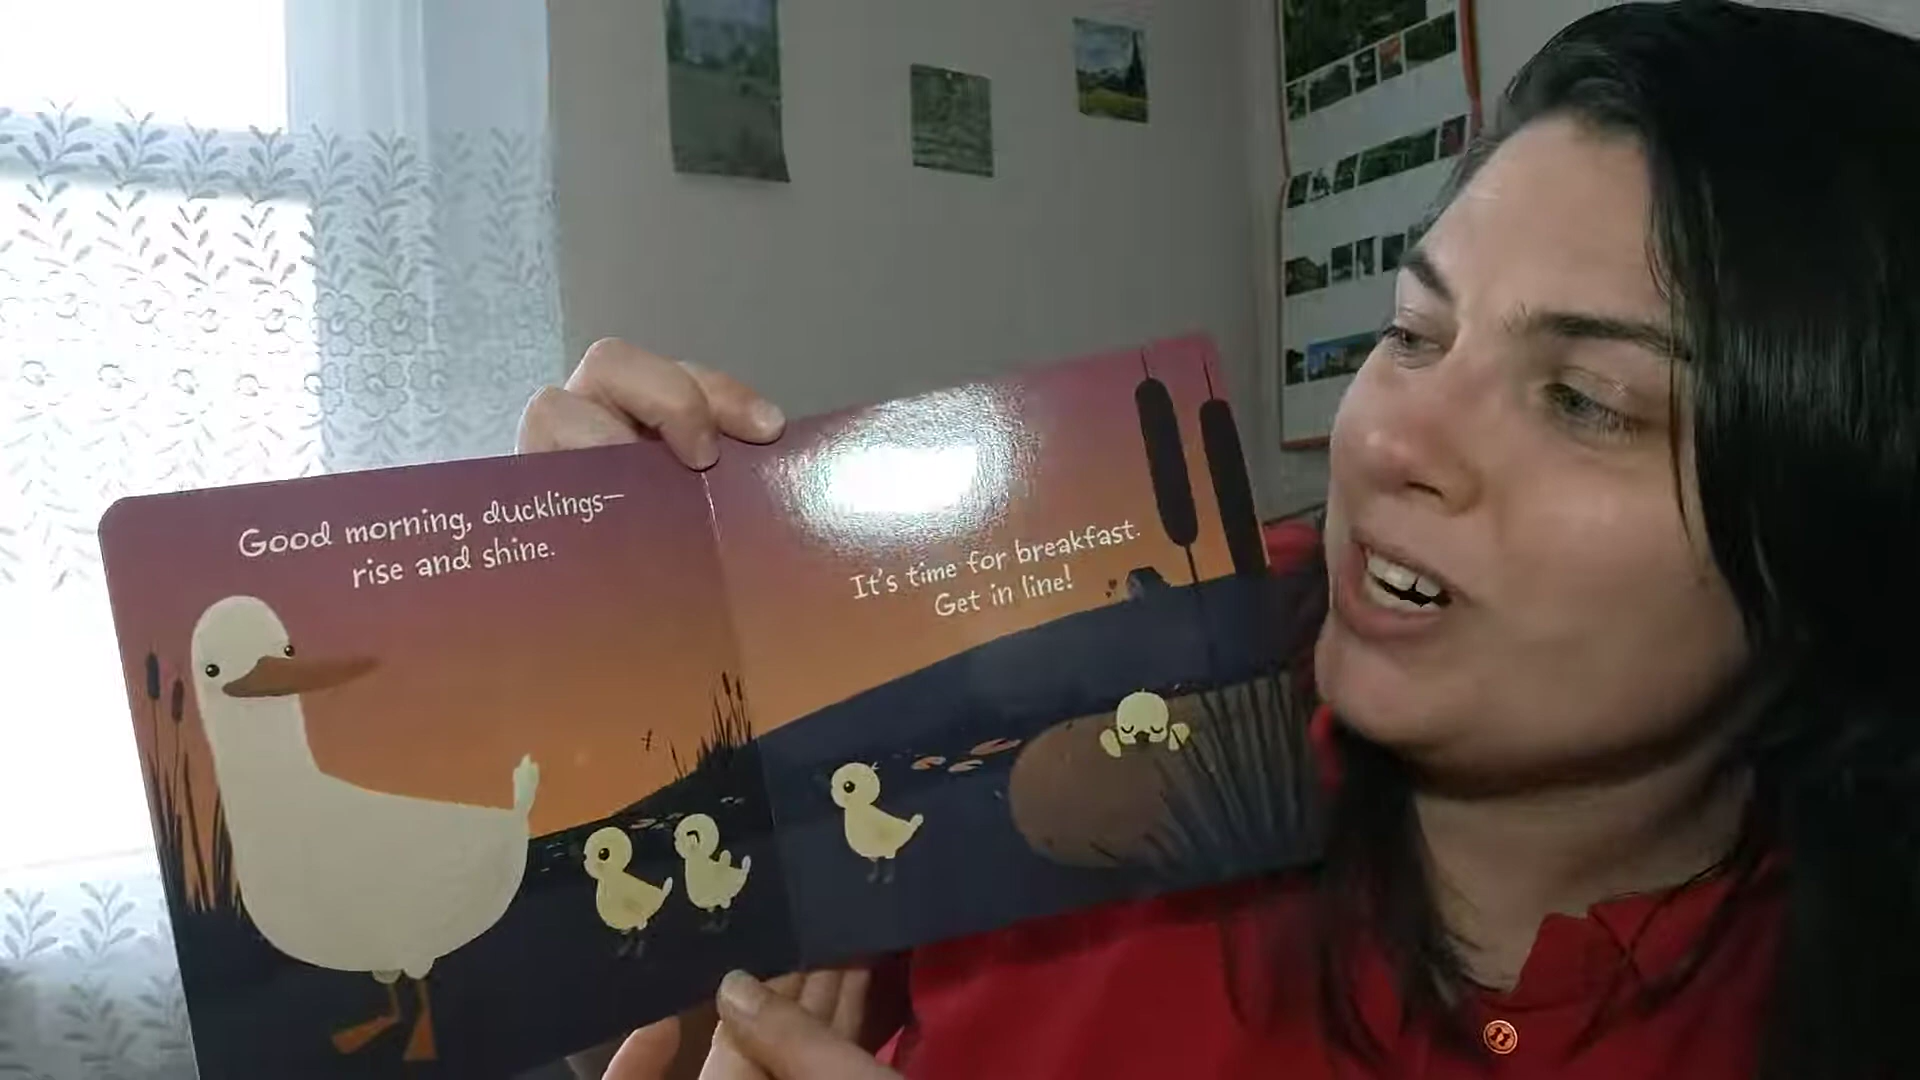 Good morning, ducklings—
rise and shine.
It's time for breakfast.
Get in line!